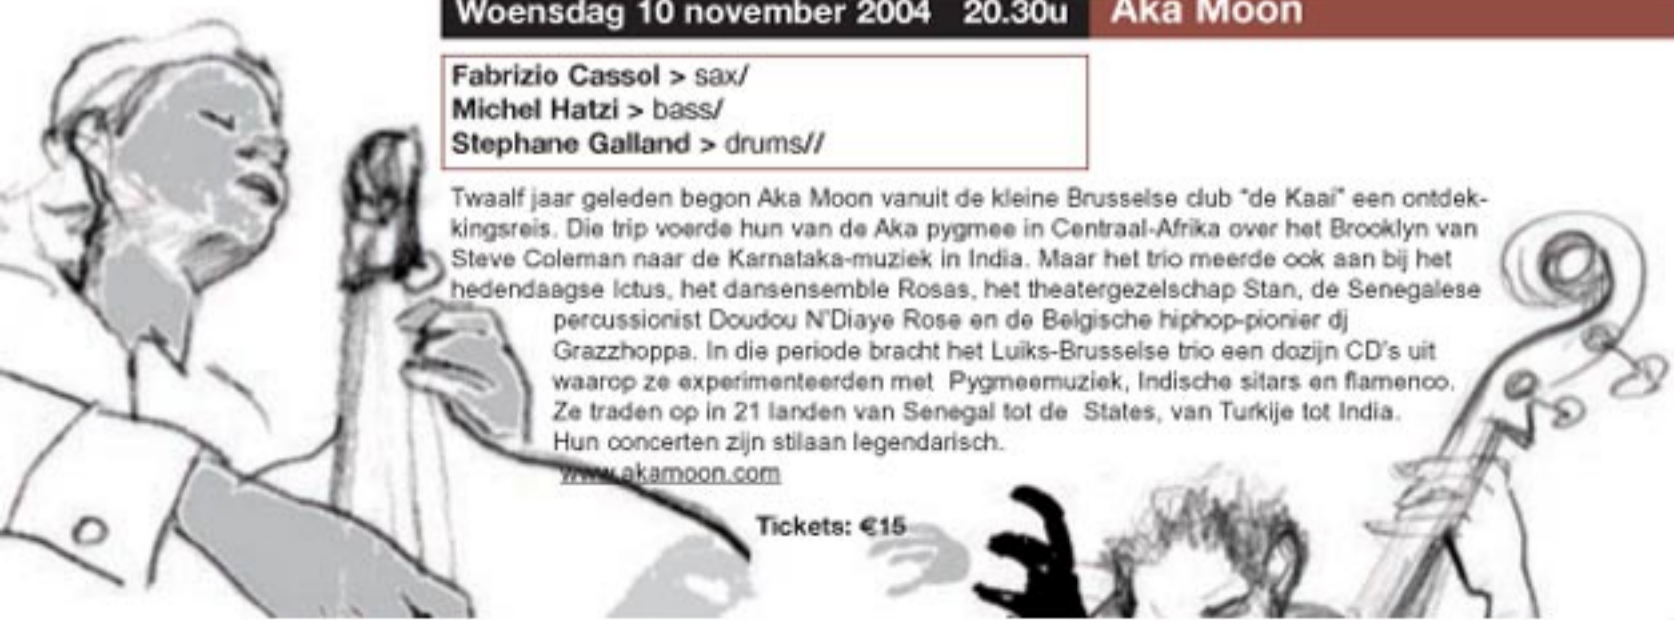 Woensdag 10 november 2004 20.30u Aka Moon
Fabrizio Cassol > sax/
Michel Hatzi > bass/
Stephane Galland > drums//
Twaalf jaar geleden begon Aka Moon vanuit de kleine Brusselse club "de Kaai" een ontdek-
kingsreis. Die trip voerde hun van de Aka pygmee in Centraal-Afrika over het Brooklyn van
Steve Coleman naar de Karnataka-muziek in India. Maar het trio meerde ook aan bij het
hedendaagse Ictus, het dansensemble Rosas, het theatergezelschap Stan, de Senegalese
percussionist Doudou N'Diaye Rose en de Belgische hiphop-pionier dj
Grazzhoppa. In die periode bracht het Luiks-Brusselse trio een dozijn CD's uit
waarop ze experimenteerden met Pygmeemuziek, Indische sitars en flamenco.
Ze traden op in 21 landen van Senegal tot de States, van Turkije tot India.
Hun concerten zijn stilaan legendarisch.
www.akamoon.com
Tickets: €15